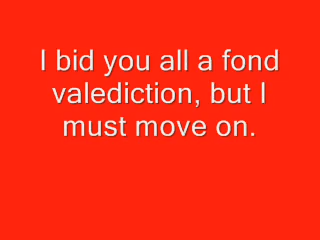 I bid you all a fond
valediction, but I
must move on.